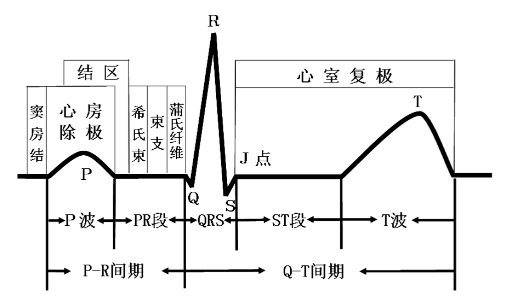 R
结区
心室复极
窦房结
心房除极
希氏束
束支
蒲氏纤维
T
J点
P
Q
S
P波
PR段
QRS
ST段
T波
P-R间期
Q-T间期